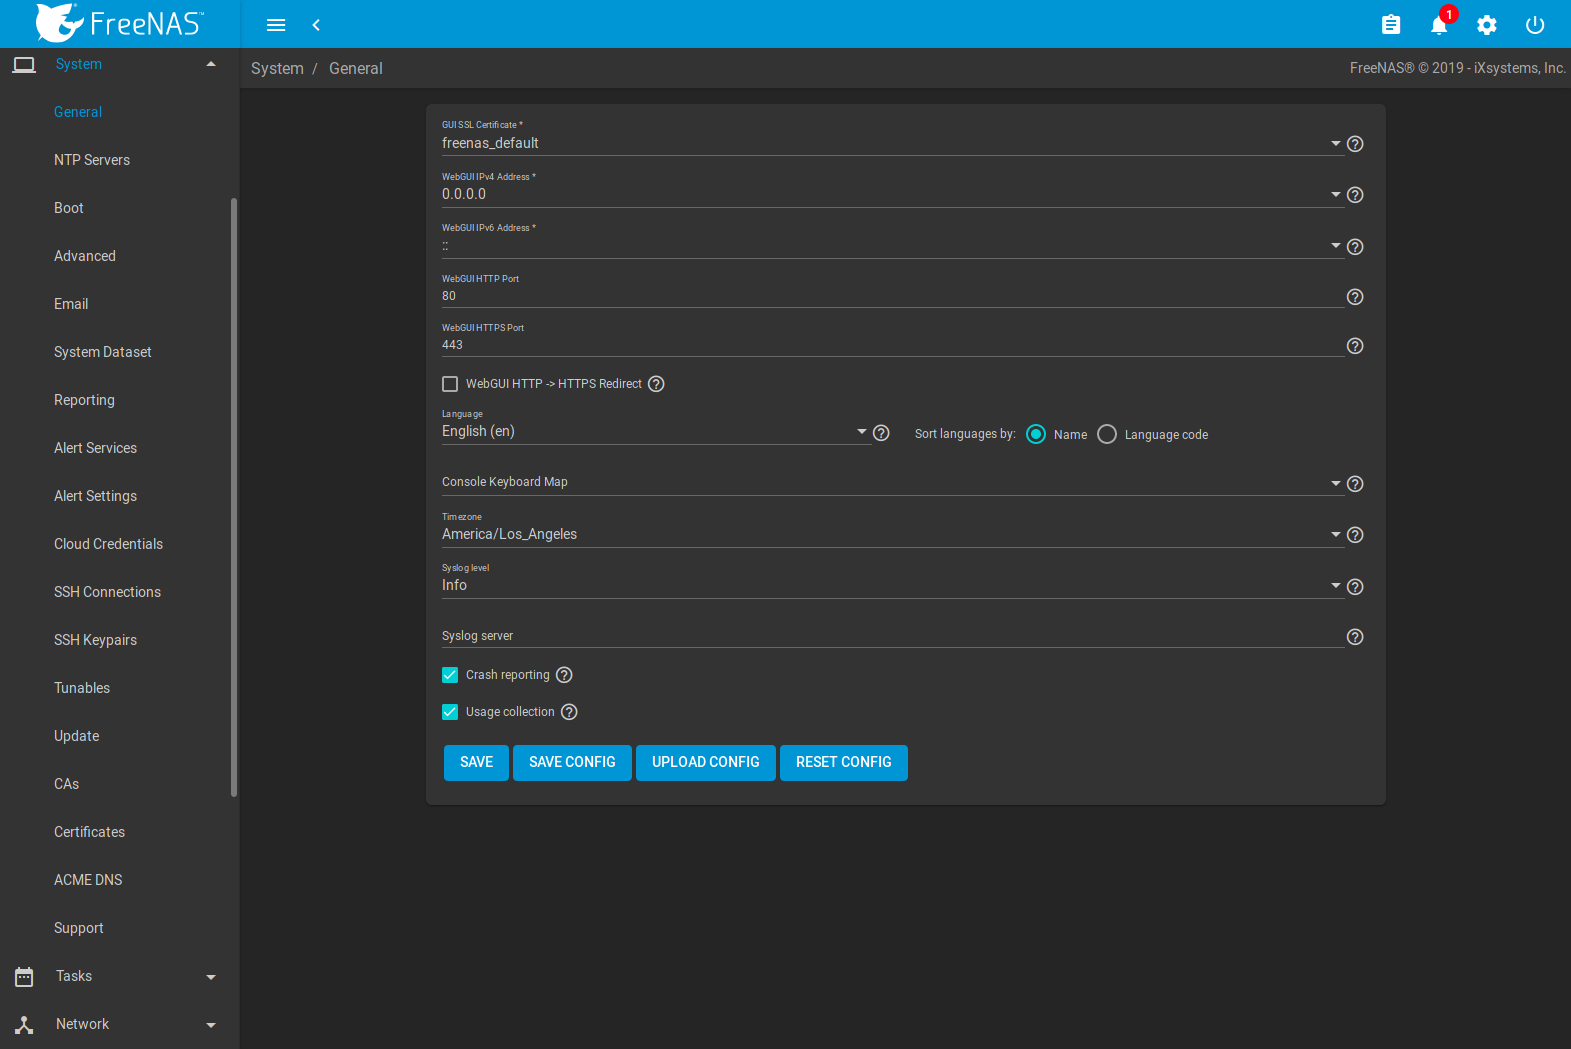 FreeNAS™
1
System
General
NTP Servers
Boot
Advanced
Email
System Dataset
Reporting
Alert Services
Alert Settings
Cloud Credentials
SSH Connections
SSH Keypairs
Tunables
Update
CAs
Certificates
ACME DNS
Support
Tasks
Network
System / General
FreeNAS® © 2019 - iXsystems, Inc.
GUI SSL Certificate *
freenas_default
WebGUI IPv4 Address *
0.0.0.0
WebGUI IPv6 Address *
::
WebGUI HTTP Port
80
WebGUI HTTPS Port
443
WebGUI HTTP -> HTTPS Redirect
Language
English (en)
Sort languages by: Name Language code
Console Keyboard Map
Timezone
America/Los_Angeles
Syslog level
Info
Syslog server
Crash reporting
Usage collection
SAVE SAVE CONFIG UPLOAD CONFIG RESET CONFIG